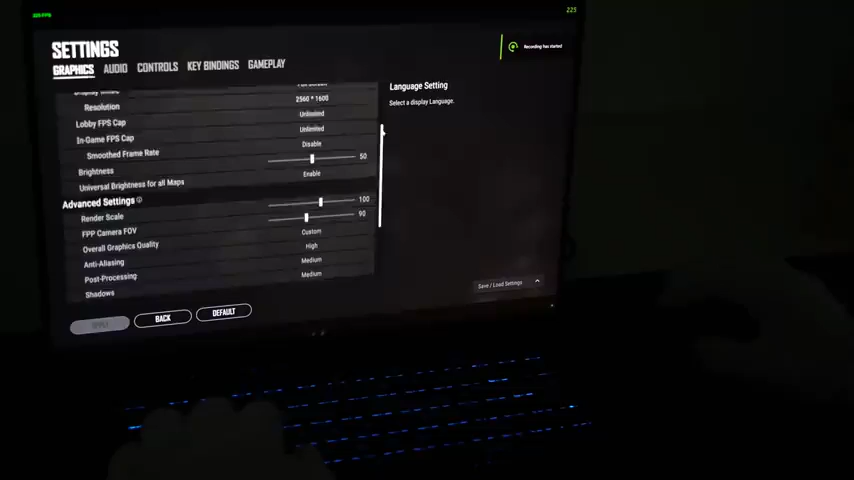 225 FPS
225
SETTINGS
Recording has started
GRAPHICS AUDIO CONTROLS KEY BINDINGS GAMEPLAY
Language Setting
Select a display Language.
Resolution 2560 * 1600
Lobby FPS Cap Unlimited
In-Game FPS Cap Unlimited
Smoothed Frame Rate Disable
Brightness 50
Universal Brightness for all Maps Enable
Advanced Settings
Render Scale 100
FPP Camera FOV 90
Overall Graphics Quality Custom
Anti-Aliasing High
Post-Processing Medium
Shadows Medium
Save / Load Settings
APPLY BACK DEFAULT